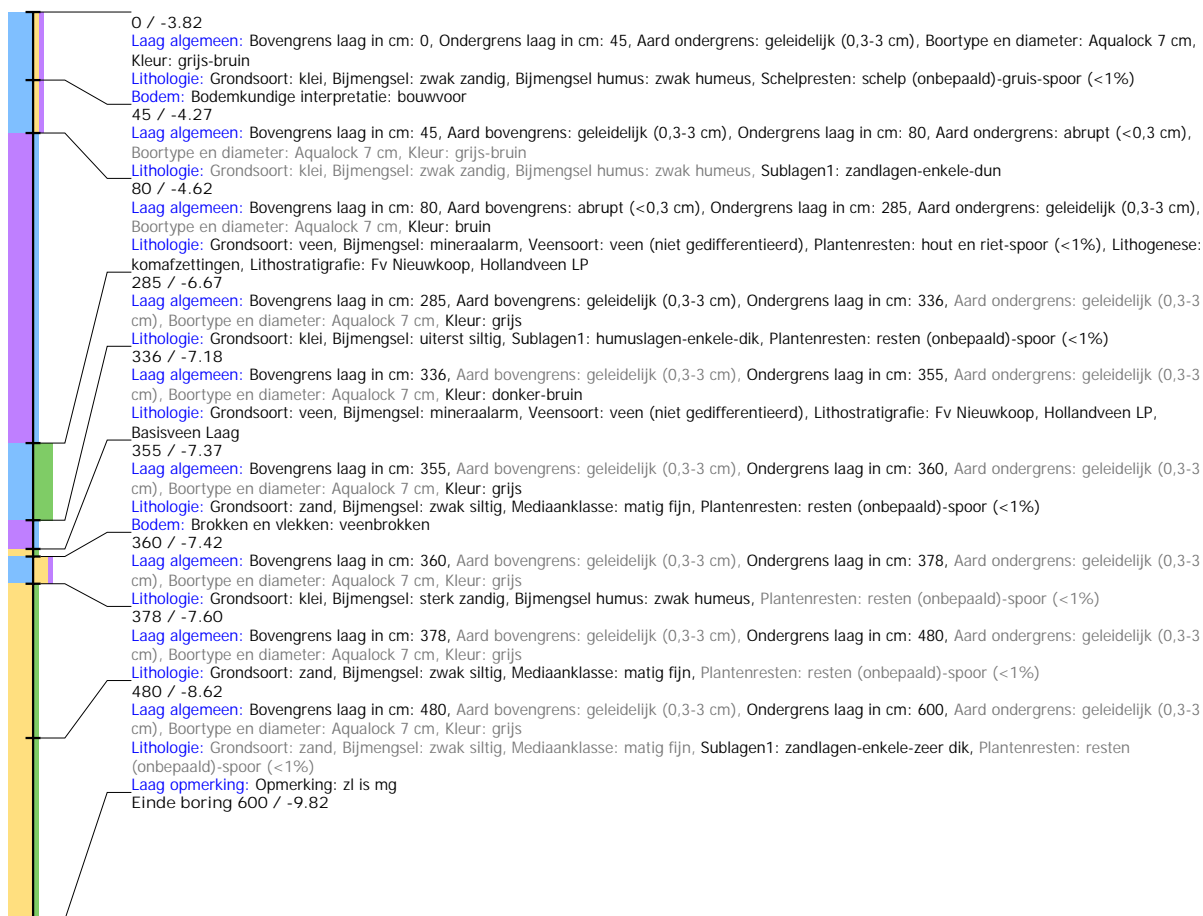 0 / -3.82
Laag algemeen: Bovengrens laag in cm: 0, Ondergrens laag in cm: 45, Aard ondergrens: geleidelijk (0,3-3 cm), Boortype en diameter: Aqualock 7 cm,
Kleur: grijs-bruin
Lithologie: Grondsoort: klei, Bijmengsel: zwak zandig, Bijmengsel humus: zwak humeus, Schelpresten: schelp (onbepaald)-gruis-spoor (<1%)
Bodem: Bodemkundige interpretatie: bouwvoor
45 / -4.27
Laag algemeen: Bovengrens laag in cm: 45, Aard bovengrens: geleidelijk (0,3-3 cm), Ondergrens laag in cm: 80, Aard ondergrens: abrupt (<0,3 cm),
Boortype en diameter: Aqualock 7 cm, Kleur: grijs-bruin
Lithologie: Grondsoort: klei, Bijmengsel: zwak zandig, Bijmengsel humus: zwak humeus, Sublagen1: zandlagen-enkele-dun
80 / -4.62
Laag algemeen: Bovengrens laag in cm: 80, Aard bovengrens: abrupt (<0,3 cm), Ondergrens laag in cm: 285, Aard ondergrens: geleidelijk (0,3-3 cm),
Boortype en diameter: Aqualock 7 cm, Kleur: bruin
Lithologie: Grondsoort: veen, Bijmengsel: mineraalarm, Veensoort: veen (niet gedifferentieerd), Plantenresten: hout en riet-spoor (<1%), Lithogenese:
komafzettingen, Lithostratigrafie: Fv Nieuwkoop, Hollandveen LP
285 / -6.67
Laag algemeen: Bovengrens laag in cm: 285, Aard bovengrens: geleidelijk (0,3-3 cm), Ondergrens laag in cm: 336, Aard ondergrens: geleidelijk (0,3-3
cm), Boortype en diameter: Aqualock 7 cm, Kleur: grijs
Lithologie: Grondsoort: klei, Bijmengsel: uiterst siltig, Sublagen1: humuslagen-enkele-dik, Plantenresten: resten (onbepaald)-spoor (<1%)
336 / -7.18
Laag algemeen: Bovengrens laag in cm: 336, Aard bovengrens: geleidelijk (0,3-3 cm), Ondergrens laag in cm: 355, Aard ondergrens: geleidelijk (0,3-3
cm), Boortype en diameter: Aqualock 7 cm, Kleur: donker-bruin
Lithologie: Grondsoort: veen, Bijmengsel: mineraalarm, Veensoort: veen (niet gedifferentieerd), Lithostratigrafie: Fv Nieuwkoop, Hollandveen LP,
Basisveen Laag
355 / -7.37
Laag algemeen: Bovengrens laag in cm: 355, Aard bovengrens: geleidelijk (0,3-3 cm), Ondergrens laag in cm: 360, Aard ondergrens: geleidelijk (0,3-3
cm), Boortype en diameter: Aqualock 7 cm, Kleur: grijs
Lithologie: Grondsoort: zand, Bijmengsel: zwak siltig, Mediaanklasse: matig fijn, Plantenresten: resten (onbepaald)-spoor (<1%)
Bodem: Brokken en vlekken: veenbrokken
360 / -7.42
Laag algemeen: Bovengrens laag in cm: 360, Aard bovengrens: geleidelijk (0,3-3 cm), Ondergrens laag in cm: 378, Aard ondergrens: geleidelijk (0,3-3
cm), Boortype en diameter: Aqualock 7 cm, Kleur: grijs
Lithologie: Grondsoort: klei, Bijmengsel: sterk zandig, Bijmengsel humus: zwak humeus, Plantenresten: resten (onbepaald)-spoor (<1%)
378 / -7.60
Laag algemeen: Bovengrens laag in cm: 378, Aard bovengrens: geleidelijk (0,3-3 cm), Ondergrens laag in cm: 480, Aard ondergrens: geleidelijk (0,3-3
cm), Boortype en diameter: Aqualock 7 cm, Kleur: grijs
Lithologie: Grondsoort: zand, Bijmengsel: zwak siltig, Mediaanklasse: matig fijn, Plantenresten: resten (onbepaald)-spoor (<1%)
480 / -8.62
Laag algemeen: Bovengrens laag in cm: 480, Aard bovengrens: geleidelijk (0,3-3 cm), Ondergrens laag in cm: 600, Aard ondergrens: geleidelijk (0,3-3
cm), Boortype en diameter: Aqualock 7 cm, Kleur: grijs
Lithologie: Grondsoort: zand, Bijmengsel: zwak siltig, Mediaanklasse: matig fijn, Sublagen1: zandlagen-enkele-zeer dik, Plantenresten: resten
(onbepaald)-spoor (<1%)
Laag opmerking: Opmerking: zl is mg
Einde boring 600 / -9.82